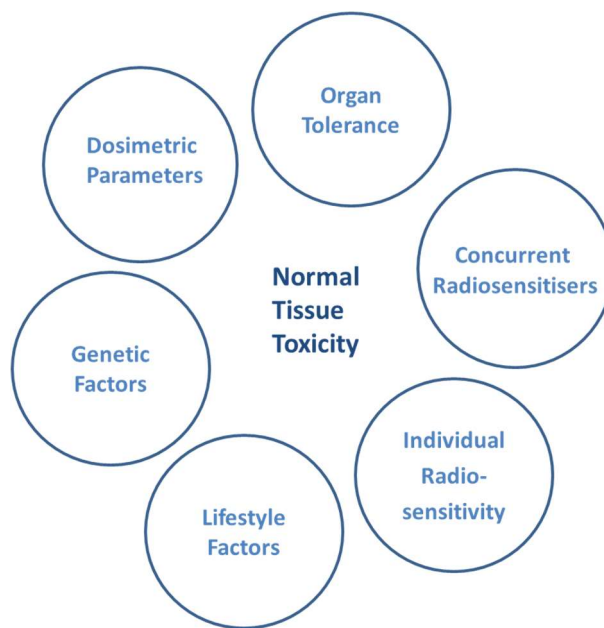 Organ
Tolerance
Dosimetric
Parameters
Concurrent
Radiosensitisers
Normal
Tissue
Toxicity
Genetic
Factors
Individual
Radio-
sensitivity
Lifestyle
Factors